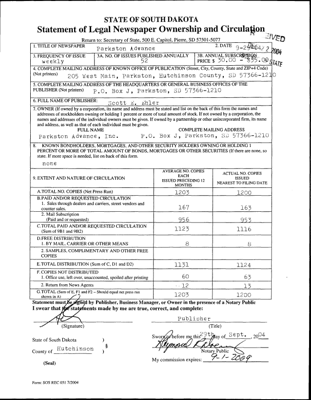 STATE OF SOUTH DAKOTA
Statement of Legal Newspaper Ownership and Circulation
Return to: Secretary of State, 500 E. Capitol, Pierre, SD 57501-5077
1. TITLE OF NEWSPAPER
Parkston Advance
2. DATE
3. FREQUENCY OF ISSUE
weekly
3A. NO. OF ISSUES PUBLISHED ANNUALLY
52
3B. ANNUAL SUBSCRIPTION PRICE $ 30.00 - $35.00
4. COMPLETE MAILING ADDRESS OF KNOWN OFFICE OF PUBLICATION (Street, City, County, State and ZIP+4 Code)
(Not printers)
205 West Main, Parkston, Hutchinson County, SD 57366-1210
5. COMPLETE MAILING ADDRESS OF THE HEADQUARTERS OR GENERAL BUSINESS OFFICES OF THE
PUBLISHER (Not printer)
P.O. Box J, Parkston, SD 57366-1210
6. FULL NAME OF PUBLISHER
Scott S. Ehler
7. OWNER (If owned by a corporation, its name and address must be stated and list on the back of this form the names and
addresses of stockholders owning or holding 1 percent or more of total amount of stock. If not owned by a corporation, the
names and addresses of the individual owners must be given. If owned by a partnership or other unincorporated firm, its name
and address, as well as that of each individual must be given.
FULL NAME
COMPLETE MAILING ADDRESS
Parkston Advance, Inc.
P.O. Box J, Parkston, SD 57366-1210
8. KNOWN BONDHOLDERS, MORTGAGES, AND OTHER SECURITY HOLDERS OWNING OR HOLDING 1
PERCENT OR MORE OF TOTAL AMOUNT OF BONDS, MORTGAGES OR OTHER SECURITIES (If there are none, so
state. If more space is needed, list on back of this form.
none
9. EXTENT AND NATURE OF CIRCULATION
AVERAGE NO. COPIES
EACH
ISSUED PRECEDING 12
MONTHS
ACTUAL NO. COPIES
ISSUED
NEAREST TO FILING DATE
A. TOTAL NO. COPIES (Net Press Run)
1203
1200
B. PAID AND/OR REQUESTED CIRCULATION
1. Sales through dealers and carriers, street vendors and
counter sales.
167
163
2. Mail Subscription
(Paid and or requested)
956
953
C. TOTAL PAID AND/OR REQUESTED CIRCULATION
(Sum of 9B1 and 9B2)
1123
1116
D. FREE DISTRIBUTION
1. BY MAIL, CARRIER OR OTHER MEANS
8
8
2. SAMPLES, COMPLIMENTARY AND OTHER FREE
COPIES
E. TOTAL DISTRIBUTION (Sum of C, D1 and D2)
1131
1124
F. COPIES NOT DISTRIBUTED
1. Office use, left over, unaccounted, spoiled after printing
60
63
2. Return from News Agents
12
13
G. TOTAL (Sum of E, F1 and F2 - Should equal net press run
shown in A)
1203
1200
Statement must be signed by Publisher, Business Manager, or Owner in the presence of a Notary Public
I swear that the statements made by me are true, correct, and complete:
Publisher
(Signature)
(Title)
State of South Dakota )
County of Hutchinson )
before me this day of Sept. 2004
Notary Public
My commission expires:
(Seal)
Form: SOS REC 051 7/2004